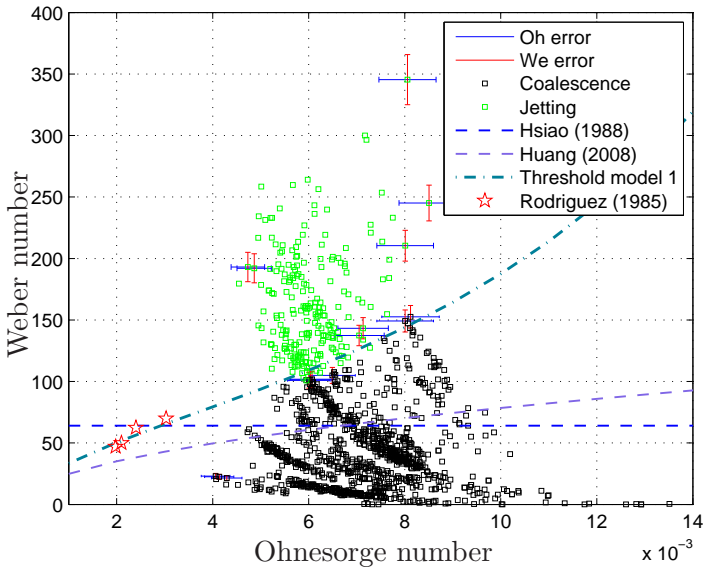 400
350
300
250
200
150
100
50
0
Weber number
2
4
6
8
10
12
14
x 10⁻³
Ohnesorge number
Oh error
We error
Coalescence
Jetting
Hsiao (1988)
Huang (2008)
Threshold model 1
Rodriguez (1985)